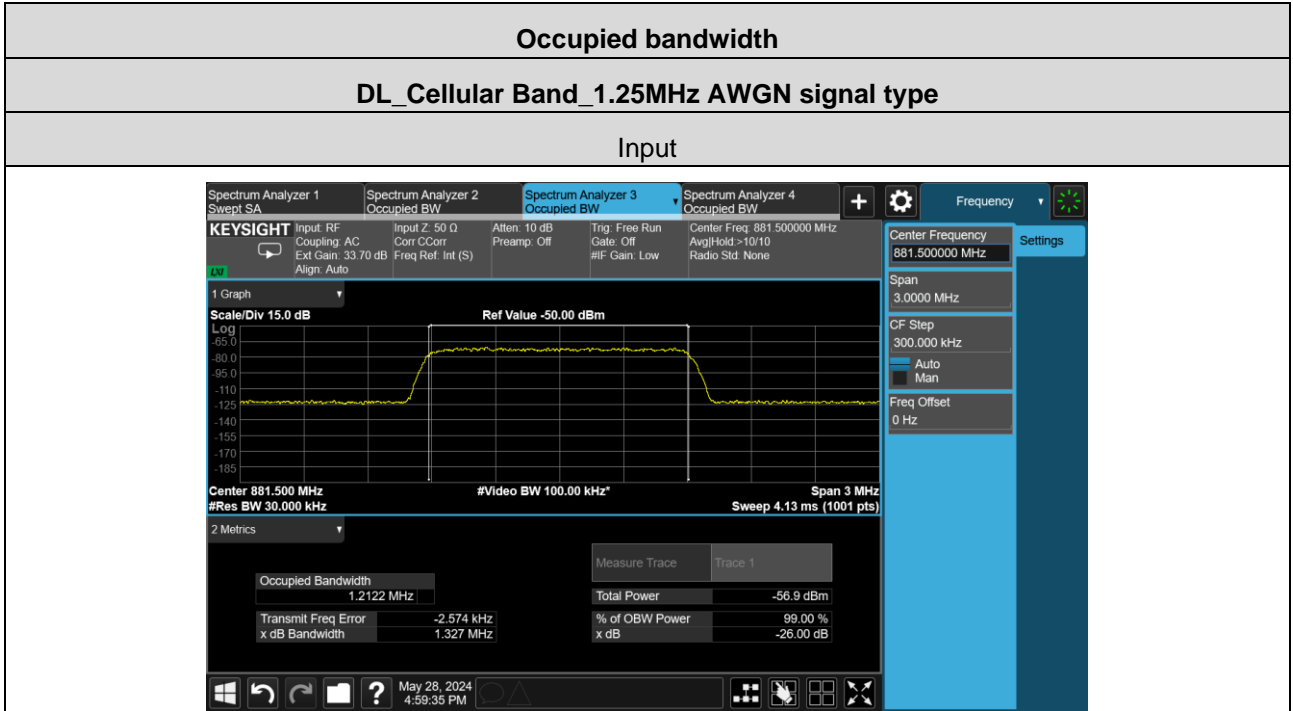 Occupied bandwidth
DL_Cellular Band_1.25MHz AWGN signal type
Input
Spectrum Analyzer 1
Swept SA
Spectrum Analyzer 2
Occupied BW
Spectrum Analyzer 3
Occupied BW
Spectrum Analyzer 4
Occupied BW
+
Frequency
KEYSIGHT
LXI
Input: RF
Coupling: AC
Ext Gain: 33.70 dB
Align: Auto
Input Z: 50 Ω
Corr CCorr
Freq Ref: Int (S)
Atten: 10 dB
Preamp: Off
Trig: Free Run
Gate: Off
#IF Gain: Low
Center Freq: 881.500000 MHz
Avg|Hold:>10/10
Radio Std: None
Center Frequency
881.500000 MHz
Settings
Span
3.0000 MHz
CF Step
300.000 kHz
Auto
Man
Freq Offset
0 Hz
1 Graph
Scale/Div 15.0 dB
Ref Value -50.00 dBm
Log
-65.0
-80.0
-95.0
-110
-125
-140
-155
-170
-185
Center 881.500 MHz
#Video BW 100.00 kHz*
Span 3 MHz
#Res BW 30.000 kHz
Sweep 4.13 ms (1001 pts)
2 Metrics
Measure Trace
Trace 1
Occupied Bandwidth
1.2122 MHz
Total Power
-56.9 dBm
Transmit Freq Error
-2.574 kHz
% of OBW Power
99.00 %
x dB Bandwidth
1.327 MHz
x dB
-26.00 dB
?
May 28, 2024
4:59:35 PM